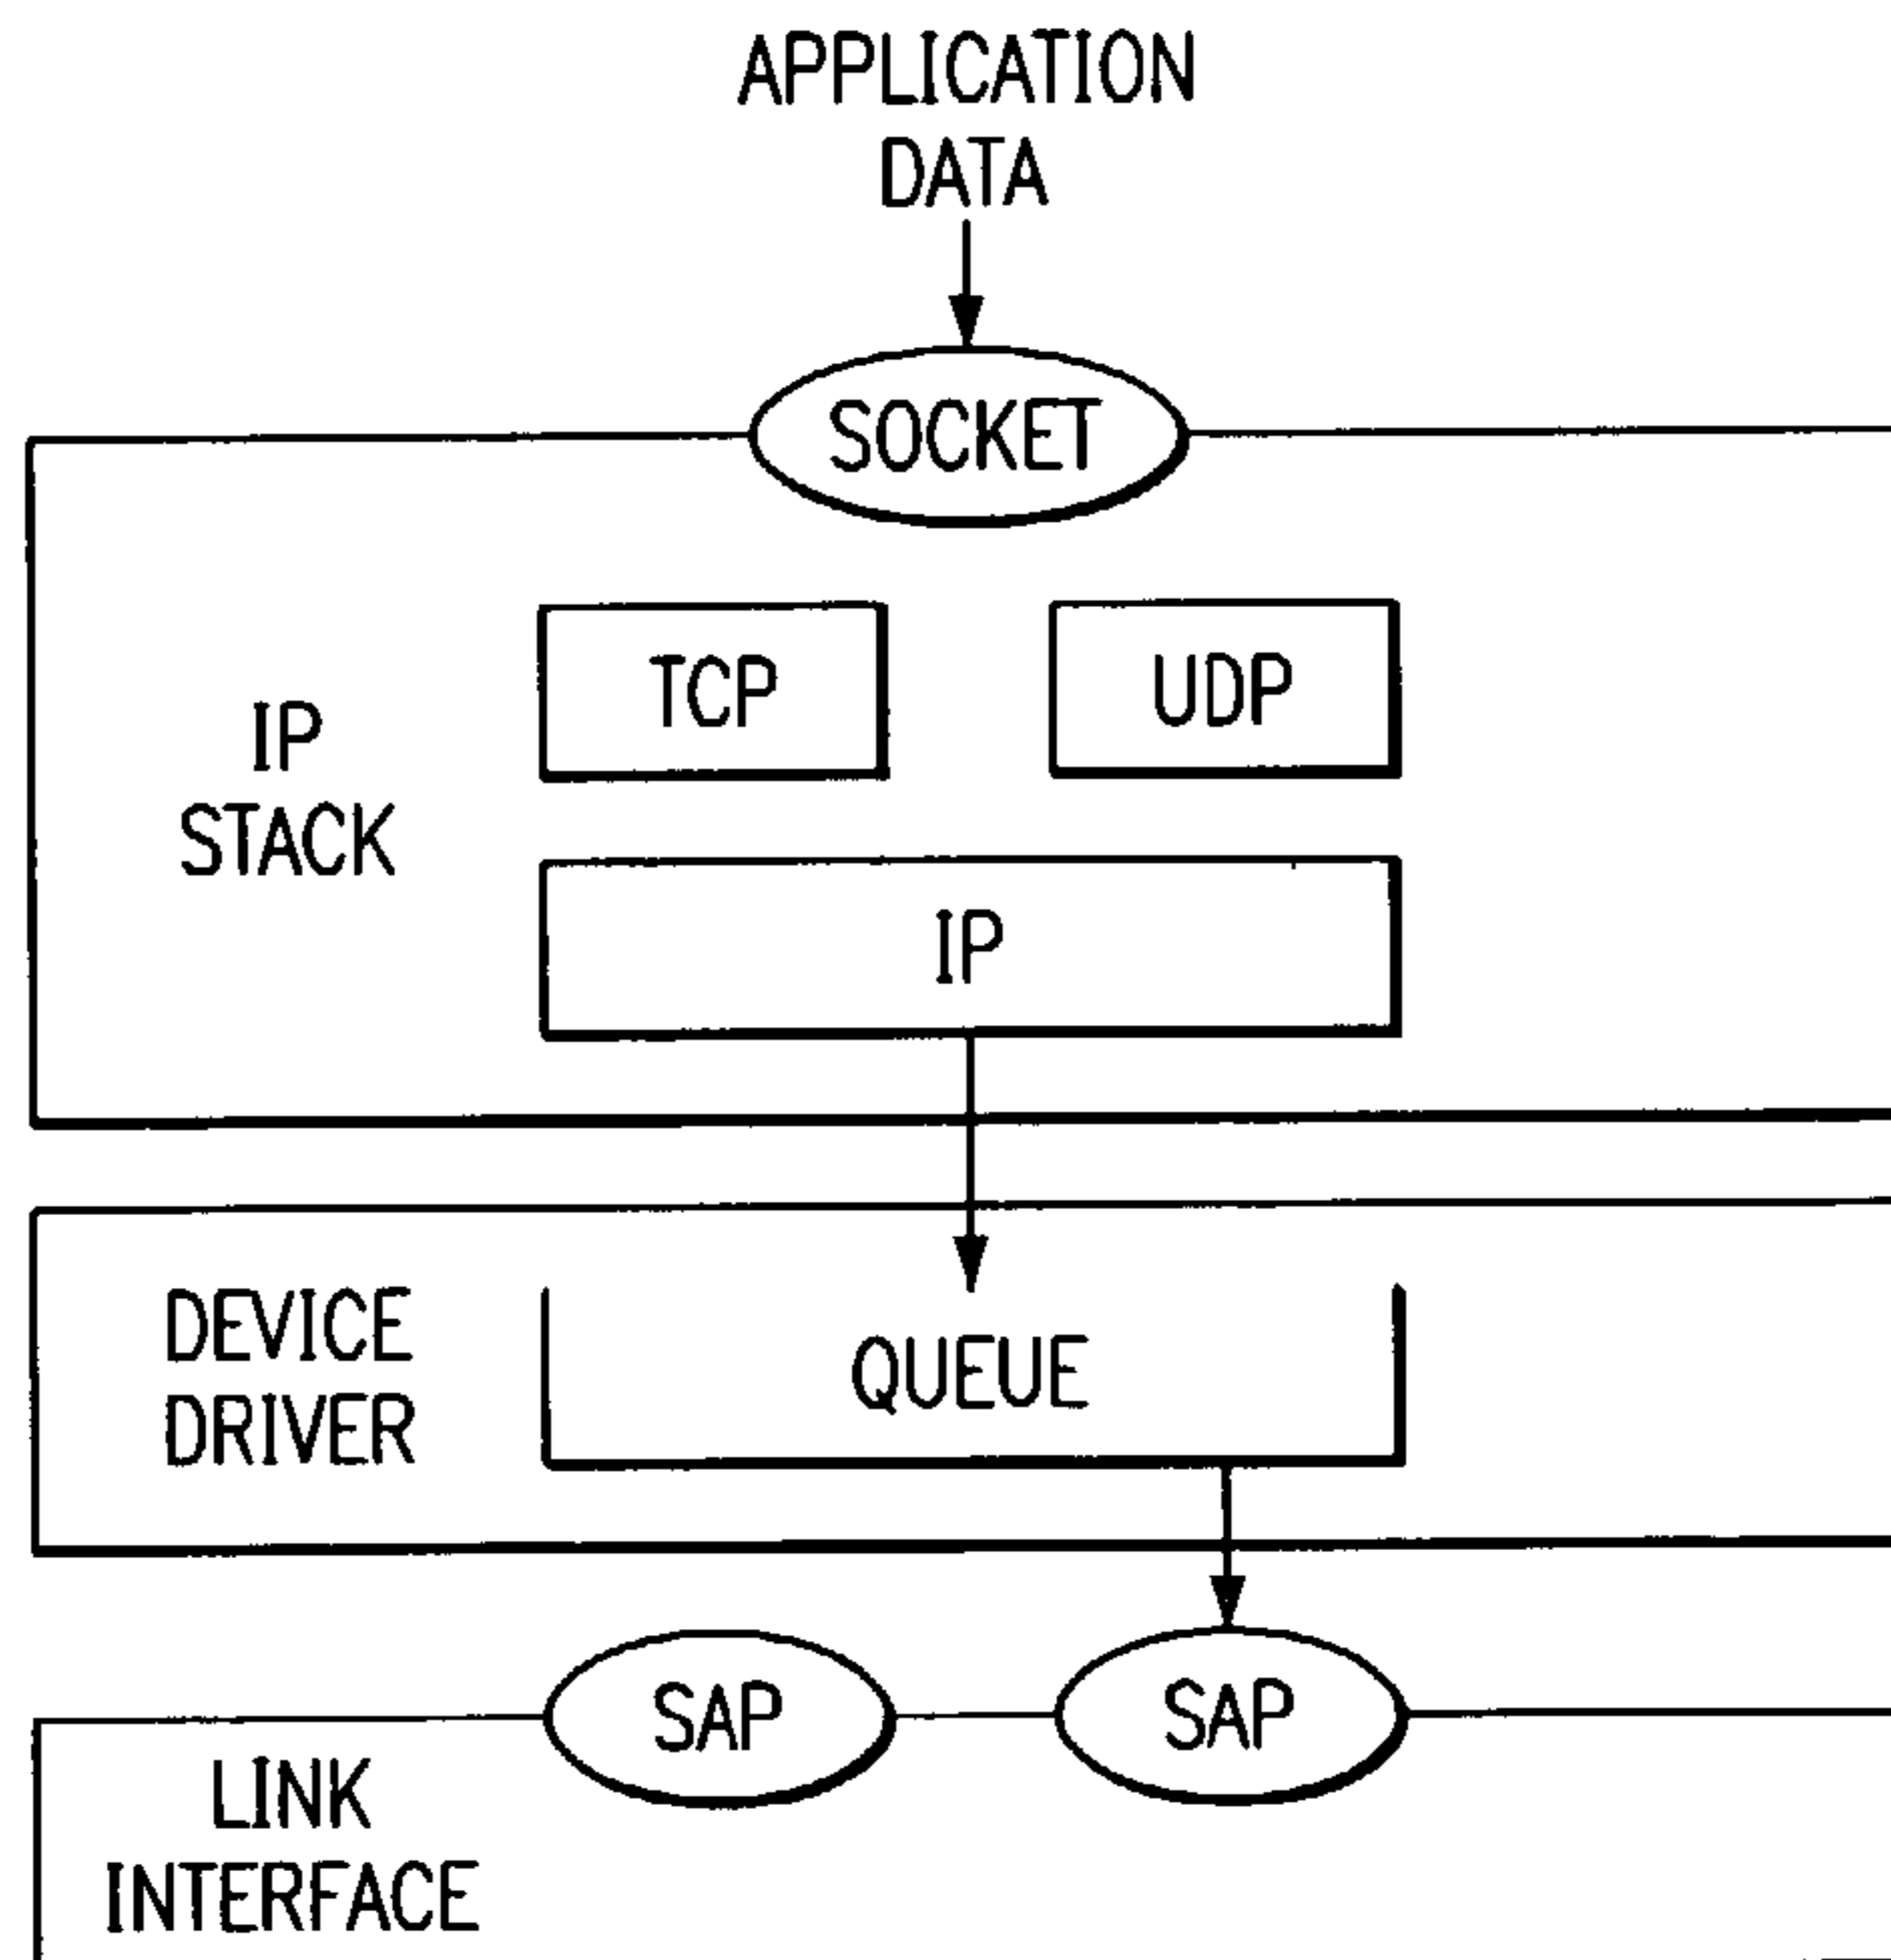 APPLICATION
DATA
SOCKET
TCP
UDP
IP
STACK
IP
DEVICE
DRIVER
QUEUE
SAP
SAP
LINK
INTERFACE